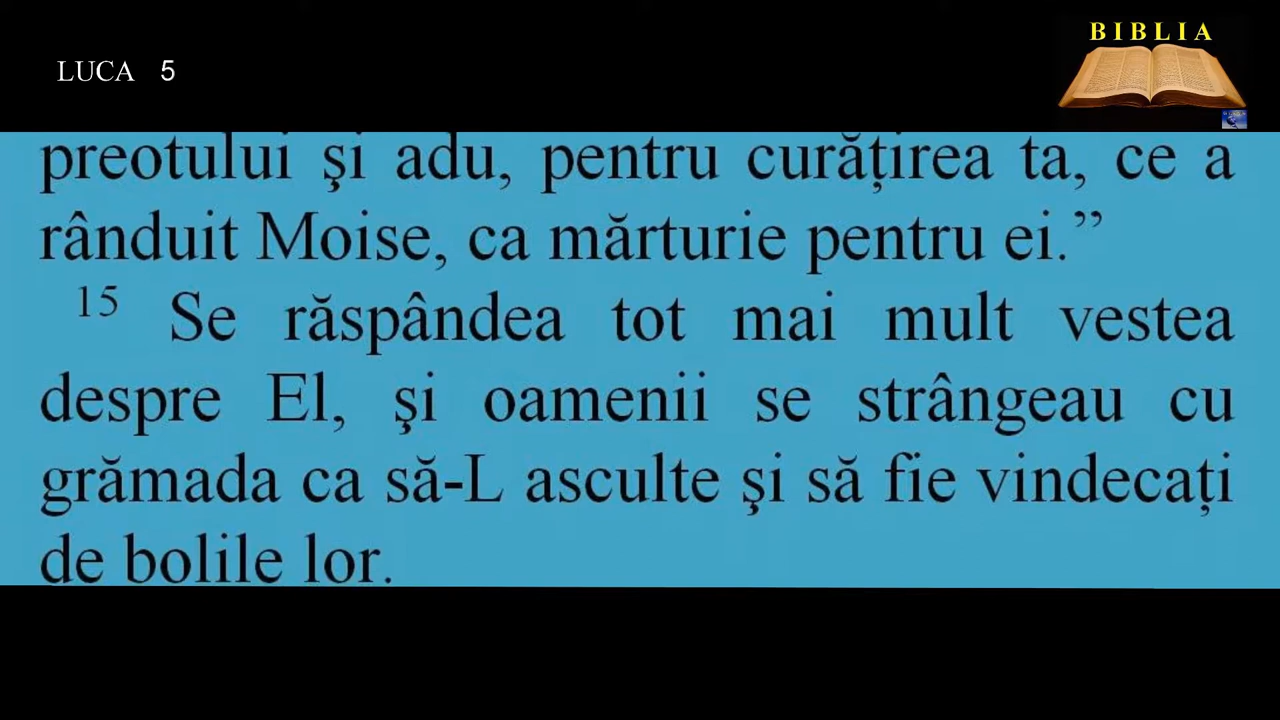 BIBLIA
LUCA 5
preotului şi adu, pentru curăţirea ta, ce a
rânduit Moise, ca mărturie pentru ei.”
15 Se răspândea tot mai mult vestea
despre El, şi oamenii se strângeau cu
grămada ca să-L asculte şi să fie vindecaţi
de bolile lor.